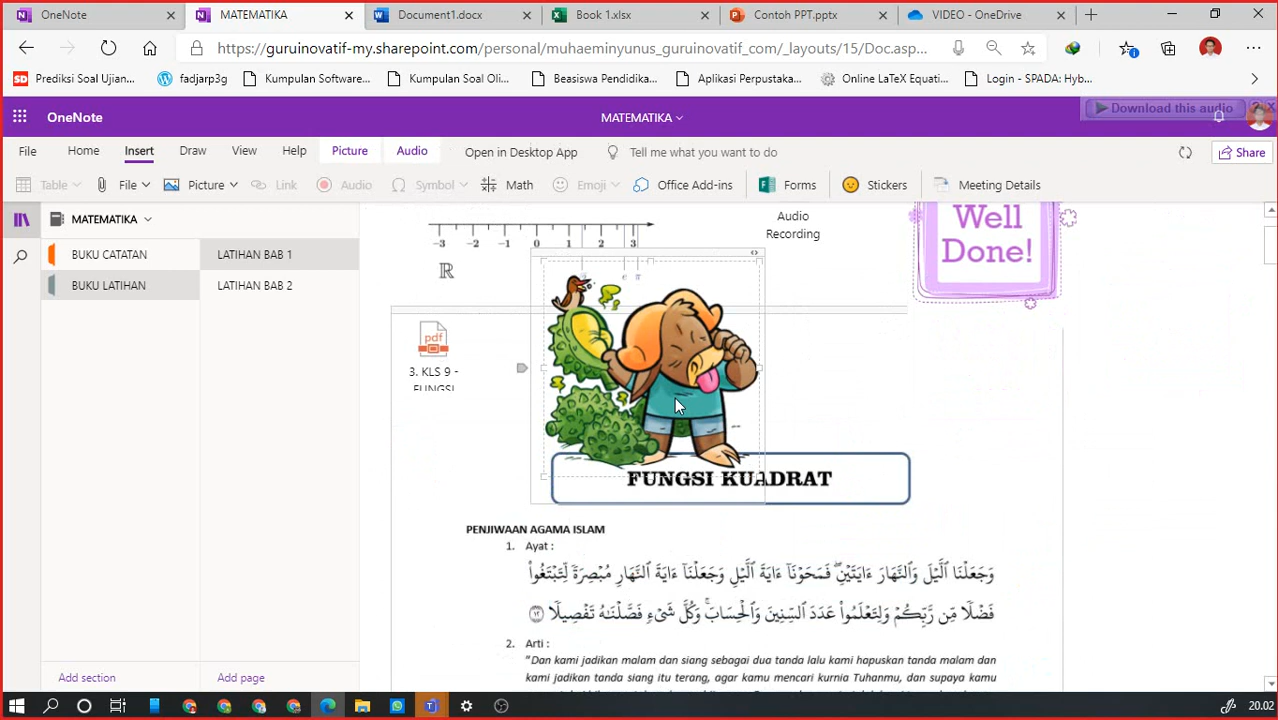 OneNote
MATEMATIKA
Document1.docx
Book 1.xlsx
Contoh PPT.pptx
VIDEO - OneDrive
https://guruinovatif-my.sharepoint.com/personal/muhaeminyunus_guruinovatif_com/_layouts/15/Doc.asp...
Prediksi Soal Ujian...
fadjarp3g
Kumpulan Software...
Kumpulan Soal Oli...
Beasiswa Pendidika...
Aplikasi Perpustaka...
Online LaTeX Equati...
Login - SPADA: Hyb...
OneNote
MATEMATIKA
Download this audio
File Home Insert Draw View Help Picture Audio Open in Desktop App Tell me what you want to do Share
Table File Picture Link Audio Symbol Math Emoji Office Add-ins Forms Stickers Meeting Details
MATEMATIKA
BUKU CATATAN
BUKU LATIHAN
LATIHAN BAB 1
LATIHAN BAB 2
Add section
Add page
Audio
Recording
Well
Done!
-3 -2 -1 0 1 2 3
ℝ
e π
pdf
3. KLS 9 -
FUNGSI
FUNGSI KUADRAT
PENJIWAAN AGAMA ISLAM
1. Ayat :
وَجَعَلْنَا ٱلَّيْلَ وَٱلنَّهَارَ ءَايَتَيْنِ ۖ فَمَحَوْنَآ ءَايَةَ ٱلَّيْلِ وَجَعَلْنَآ ءَايَةَ ٱلنَّهَارِ مُبْصِرَةً لِّتَبْتَغُوا۟
فَضْلًا مِّن رَّبِّكُمْ وَلِتَعْلَمُوا۟ عَدَدَ ٱلسِّنِينَ وَٱلْحِسَابَ ۚ وَكُلَّ شَىْءٍ فَصَّلْنَٰهُ تَفْصِيلًا ١٢
2. Arti :
"Dan kami jadikan malam dan siang sebagai dua tanda lalu kami hapuskan tanda malam dan
kami jadikan tanda siang itu terang, agar kamu mencari kurnia Tuhanmu, dan supaya kamu
20.02